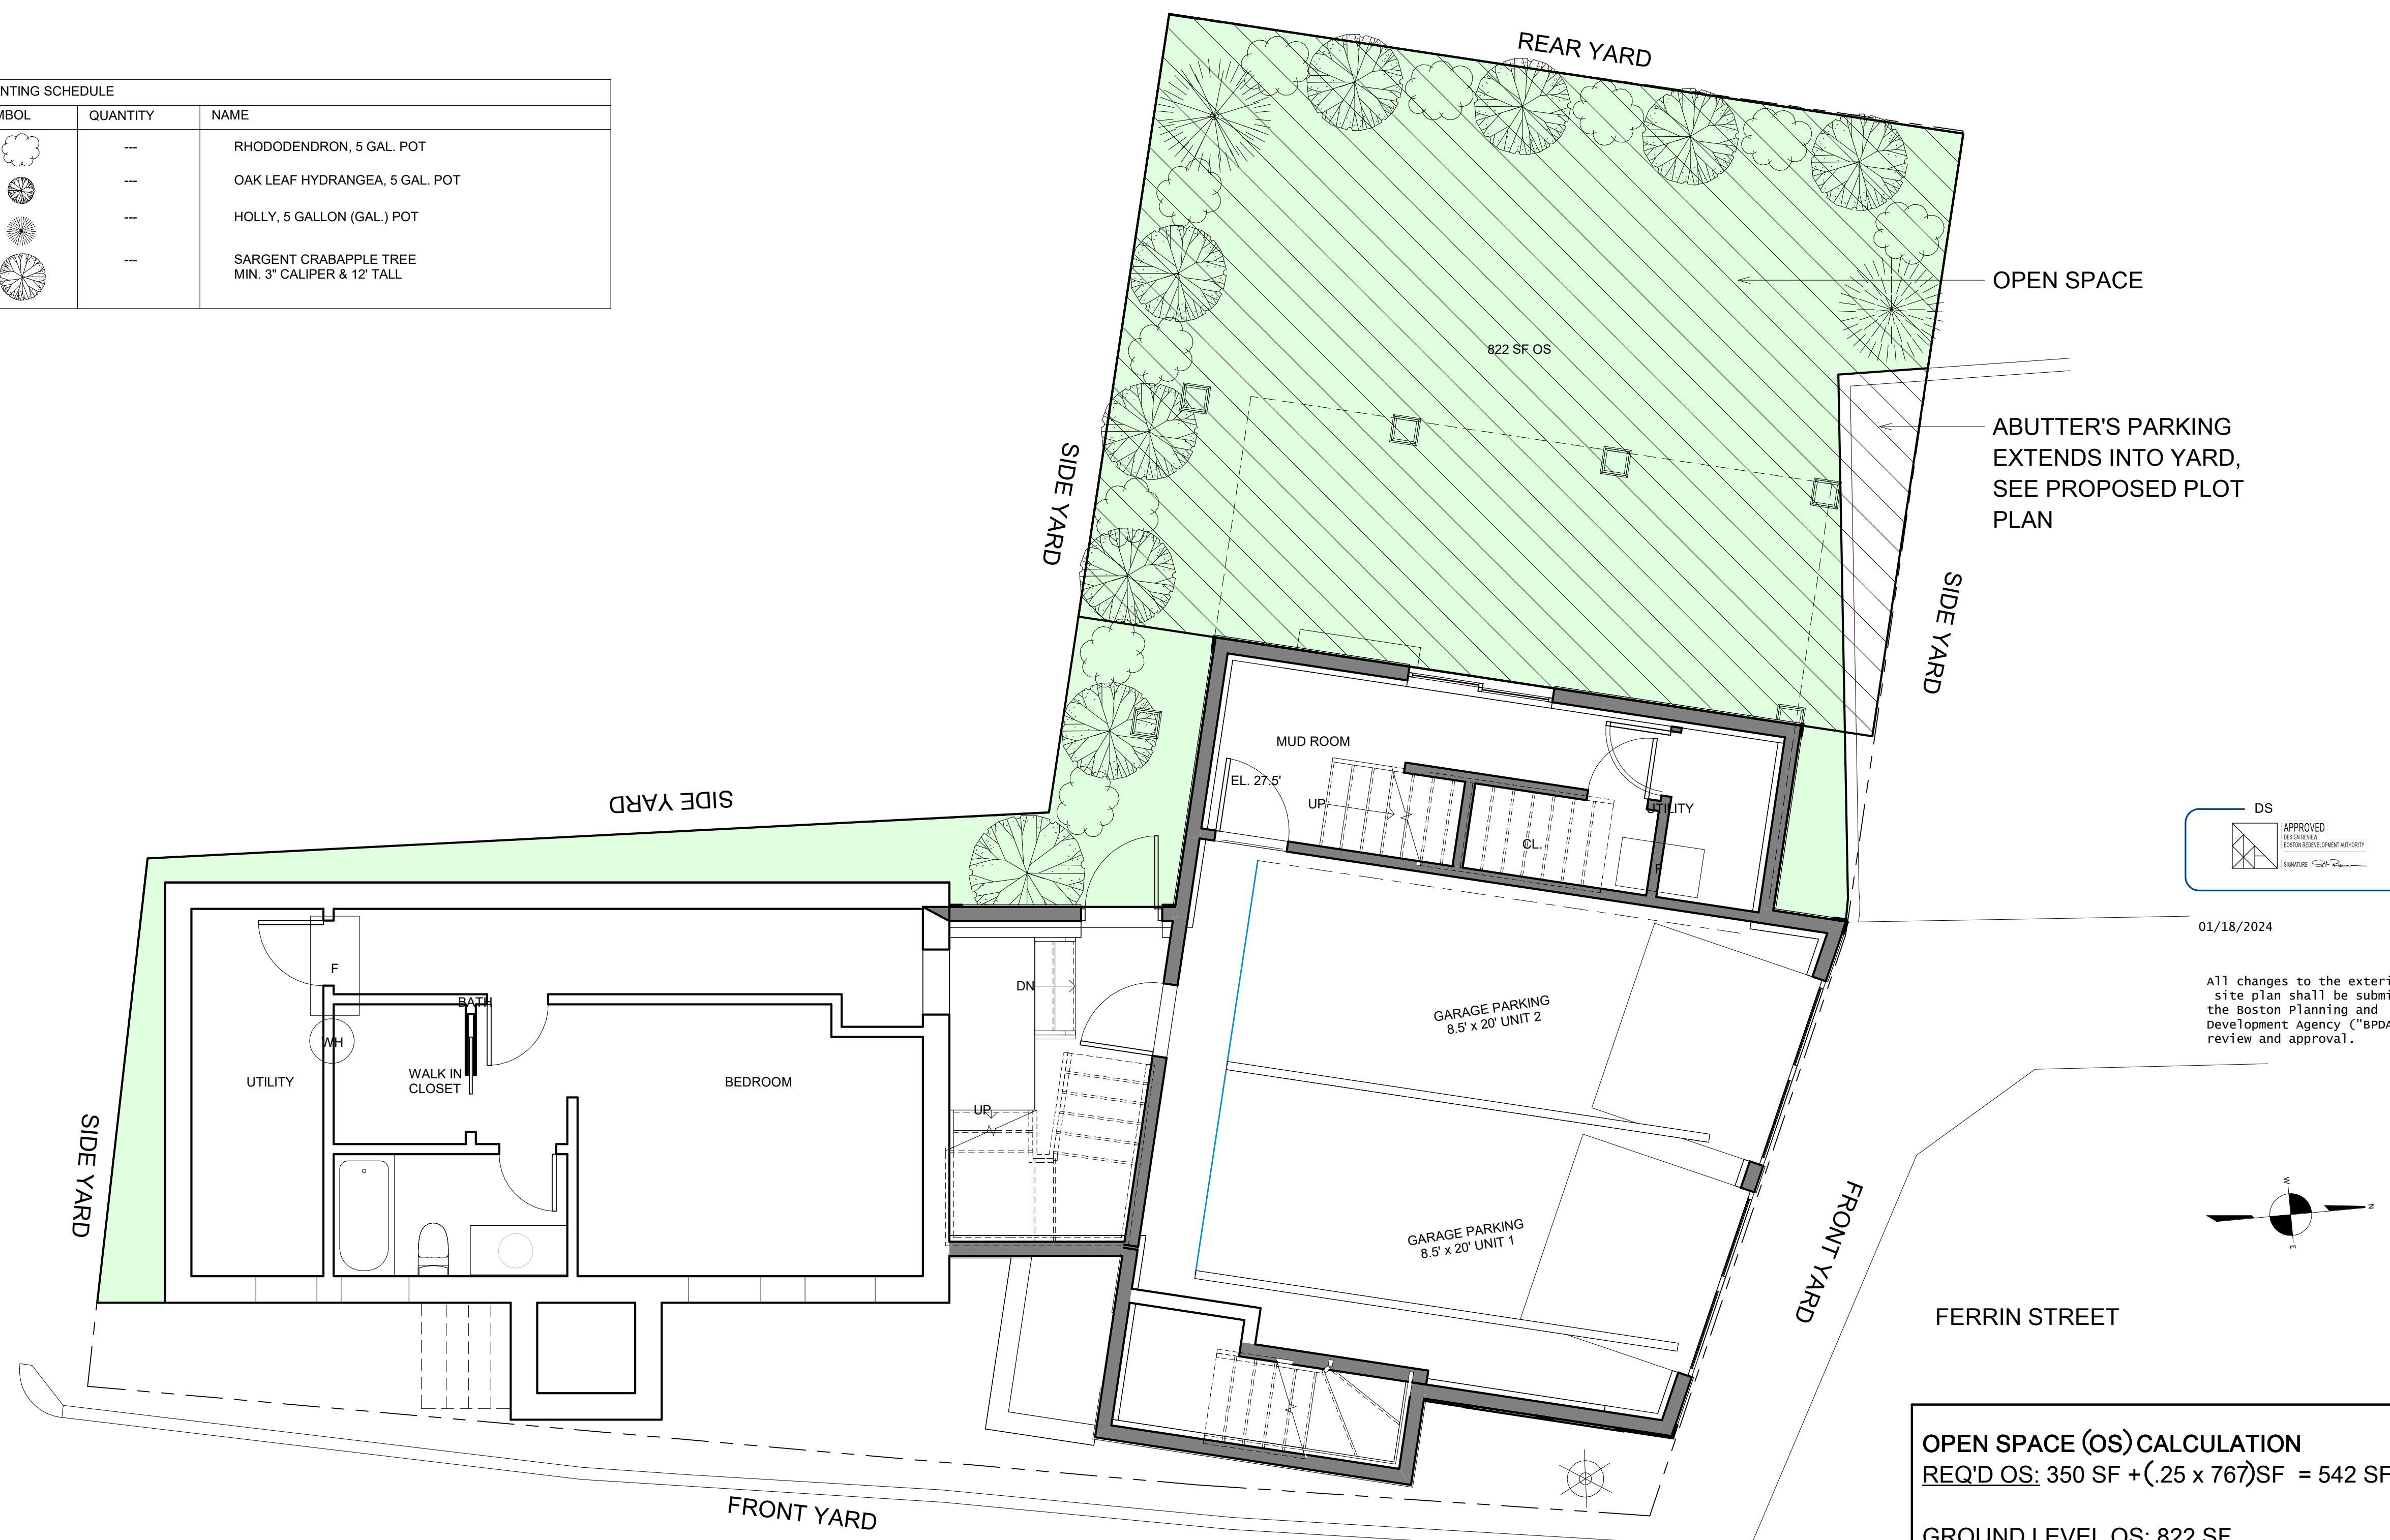 REAR YARD
NTING SCHEDULE
MBOL QUANTITY NAME
--- RHODODENDRON, 5 GAL. POT
--- OAK LEAF HYDRANGEA, 5 GAL. POT
--- HOLLY, 5 GALLON (GAL.) POT
--- SARGENT CRABAPPLE TREE
MIN. 3" CALIPER & 12' TALL
OPEN SPACE
822 SF OS
ABUTTER'S PARKING
EXTENDS INTO YARD,
SEE PROPOSED PLOT
PLAN
SIDE YARD
SIDE YARD
MUD ROOM
EL. 27.5'
UP
UTILITY
CL.
F
SIDE YARD
DS
APPROVED
DESIGN REVIEW
BOSTON REDEVELOPMENT AUTHORITY
SIGNATURE
01/18/2024
All changes to the exteri
site plan shall be submi
the Boston Planning and
Development Agency ("BPDA
review and approval.
F
BATH
DN
GARAGE PARKING
8.5' x 20' UNIT 2
WH
WALK IN
CLOSET
UTILITY
BEDROOM
UP
SIDE YARD
GARAGE PARKING
8.5' x 20' UNIT 1
FRONT YARD
W
N
E
FERRIN STREET
FRONT YARD
OPEN SPACE (OS) CALCULATION
REQ'D OS: 350 SF + (.25 x 767)SF = 542 SF
GROUND LEVEL OS: 822 SF